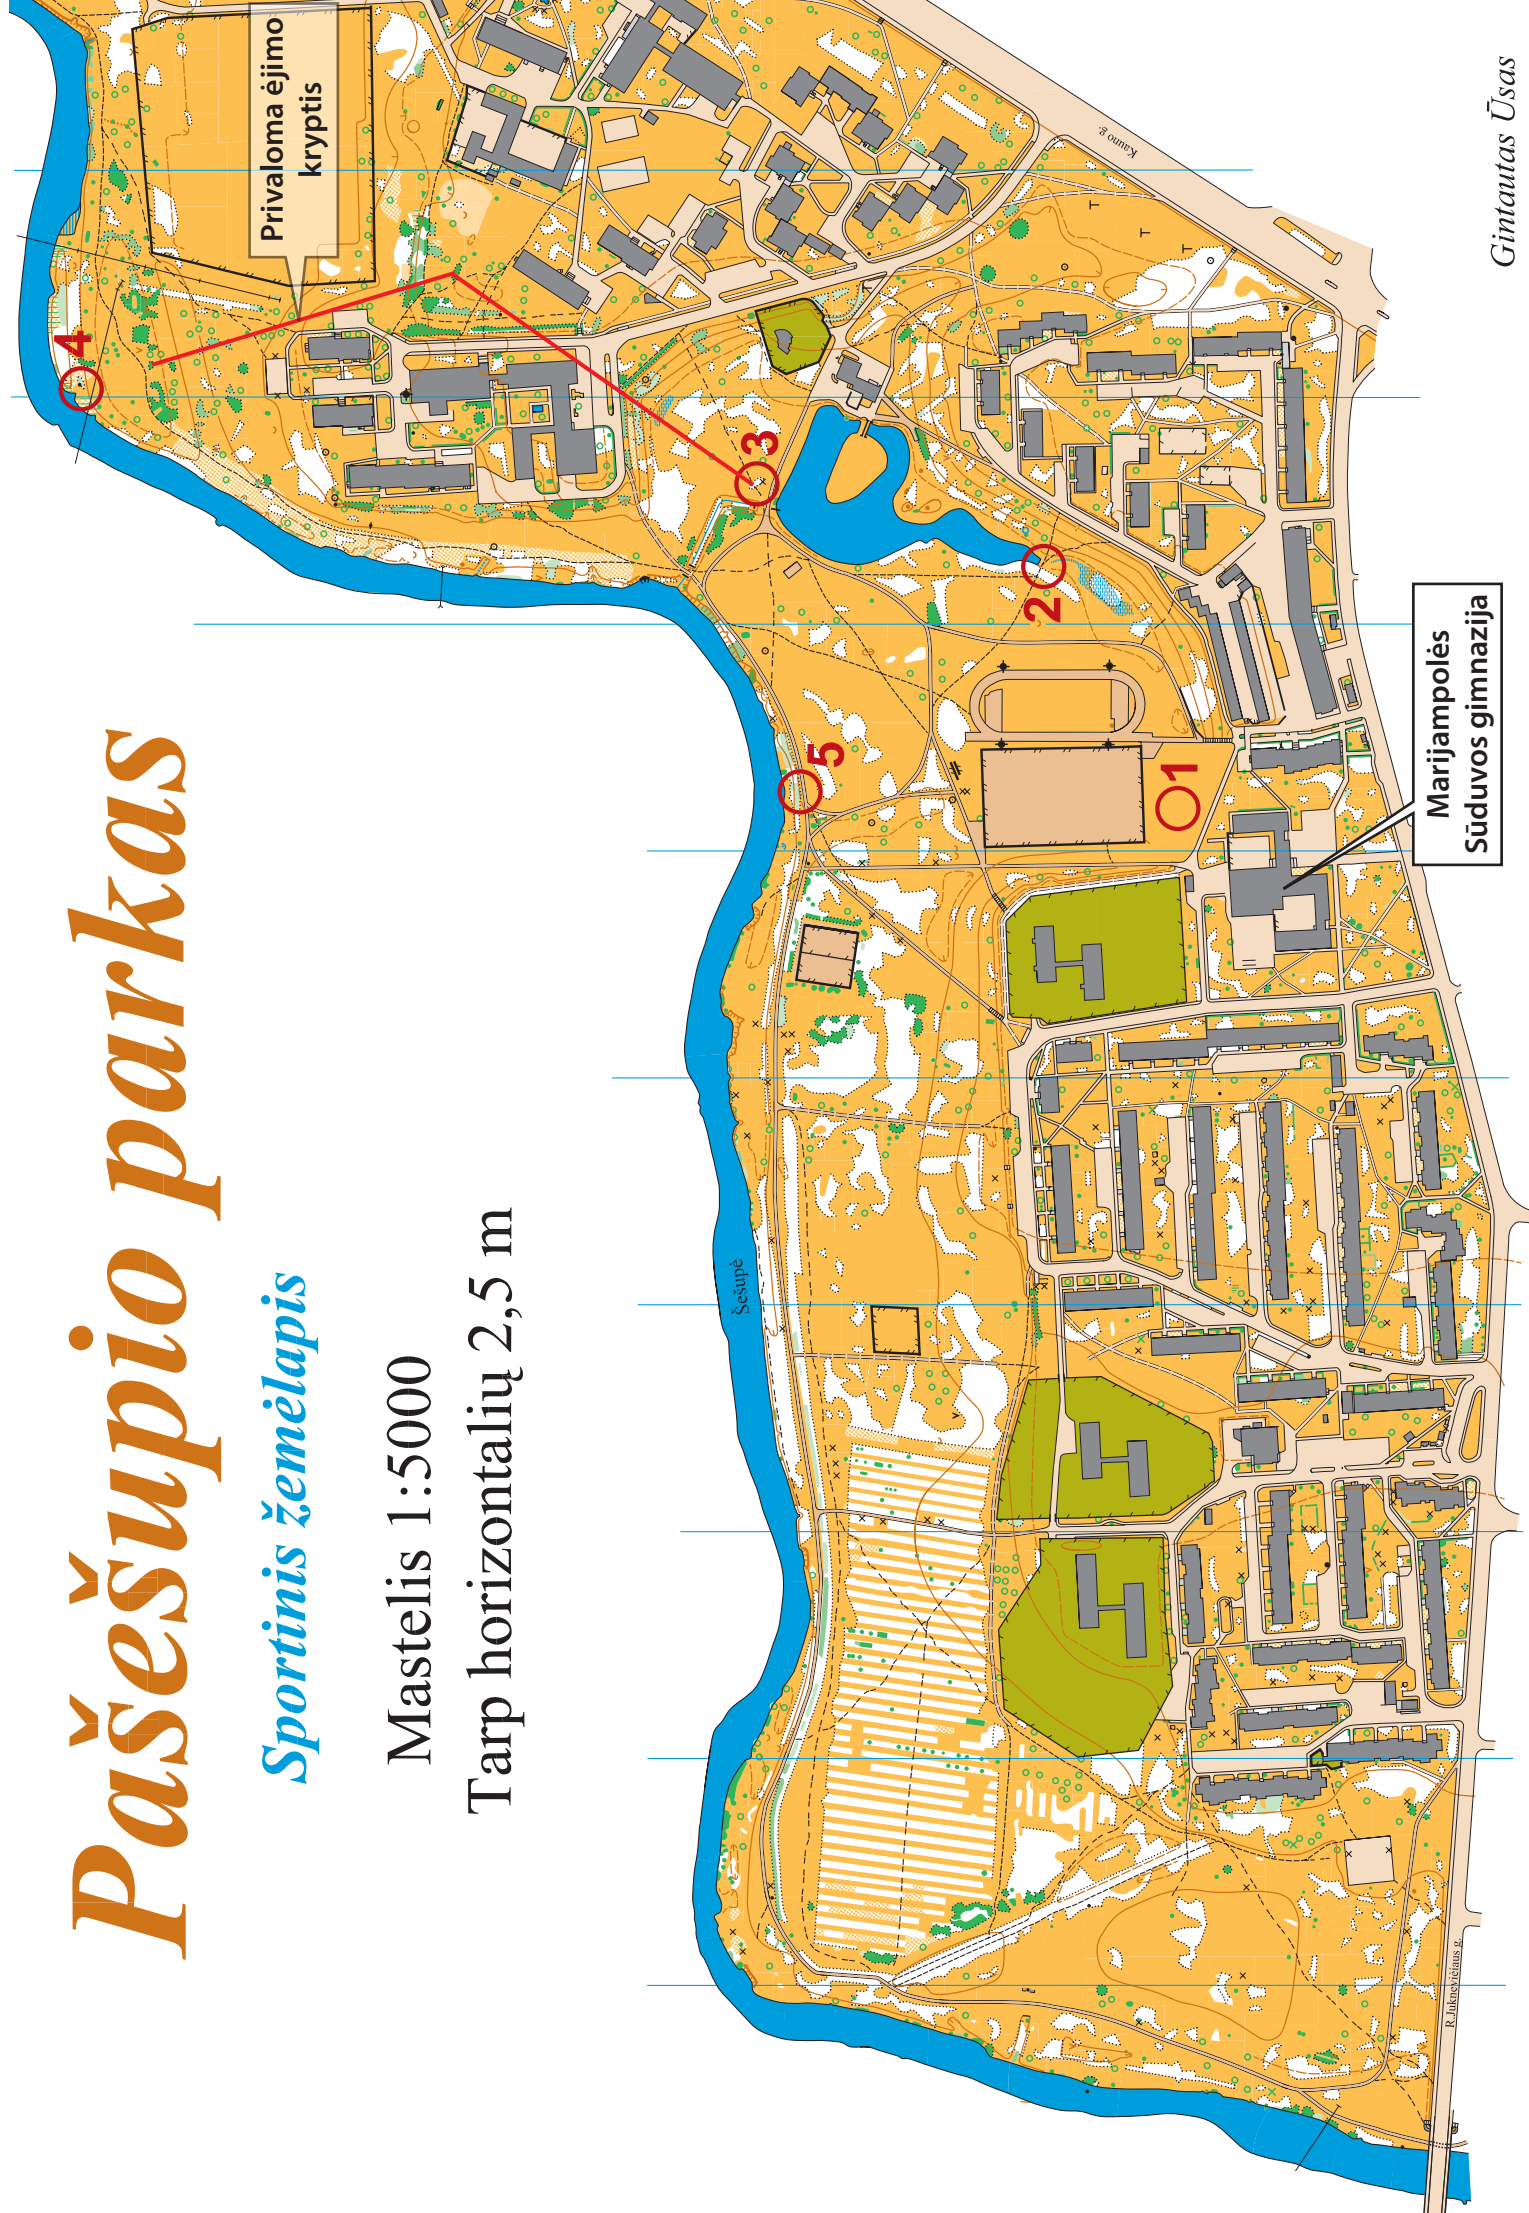 Pašešupio parkas
Sportinis žemėlapis
Mastelis 1:5000
Tarp horizontalių 2,5 m
Privaloma ėjimo
kryptis
4
3
2
5
1
Šešupė
Kauno g.
Marijampolės
Sūduvos gimnazija
R.Juknevičiaus g.
Gintautas Ūsas